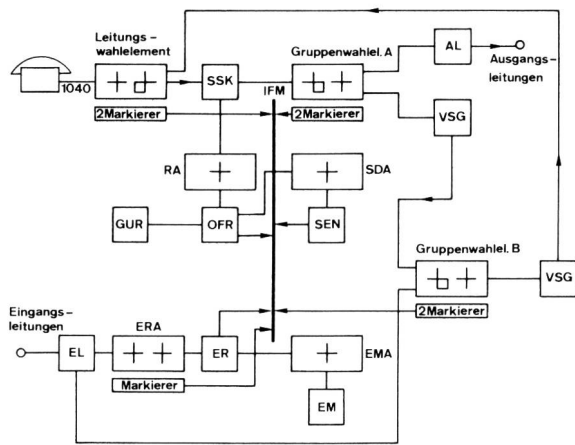 Leitungs-
wahlelement
Gruppenwahlel. A
AL
Ausgangs-
leitungen
1040
SSK
IFM
VSG
2Markierer
2Markierer
RA
SDA
GUR
OFR
SEN
Gruppenwahlel. B
VSG
2Markierer
Eingangs-
leitungen
ERA
EL
ER
EMA
Markierer
EM